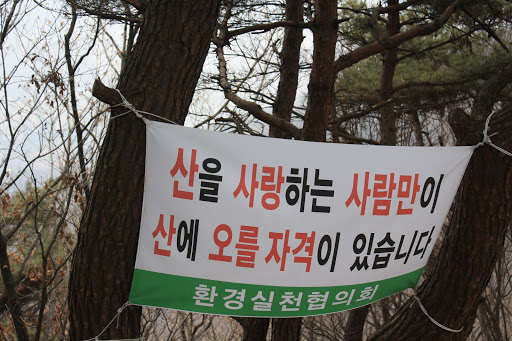 산을 사랑하는 사람만이
산에 오를 자격이 있습니다
환경실천협의회